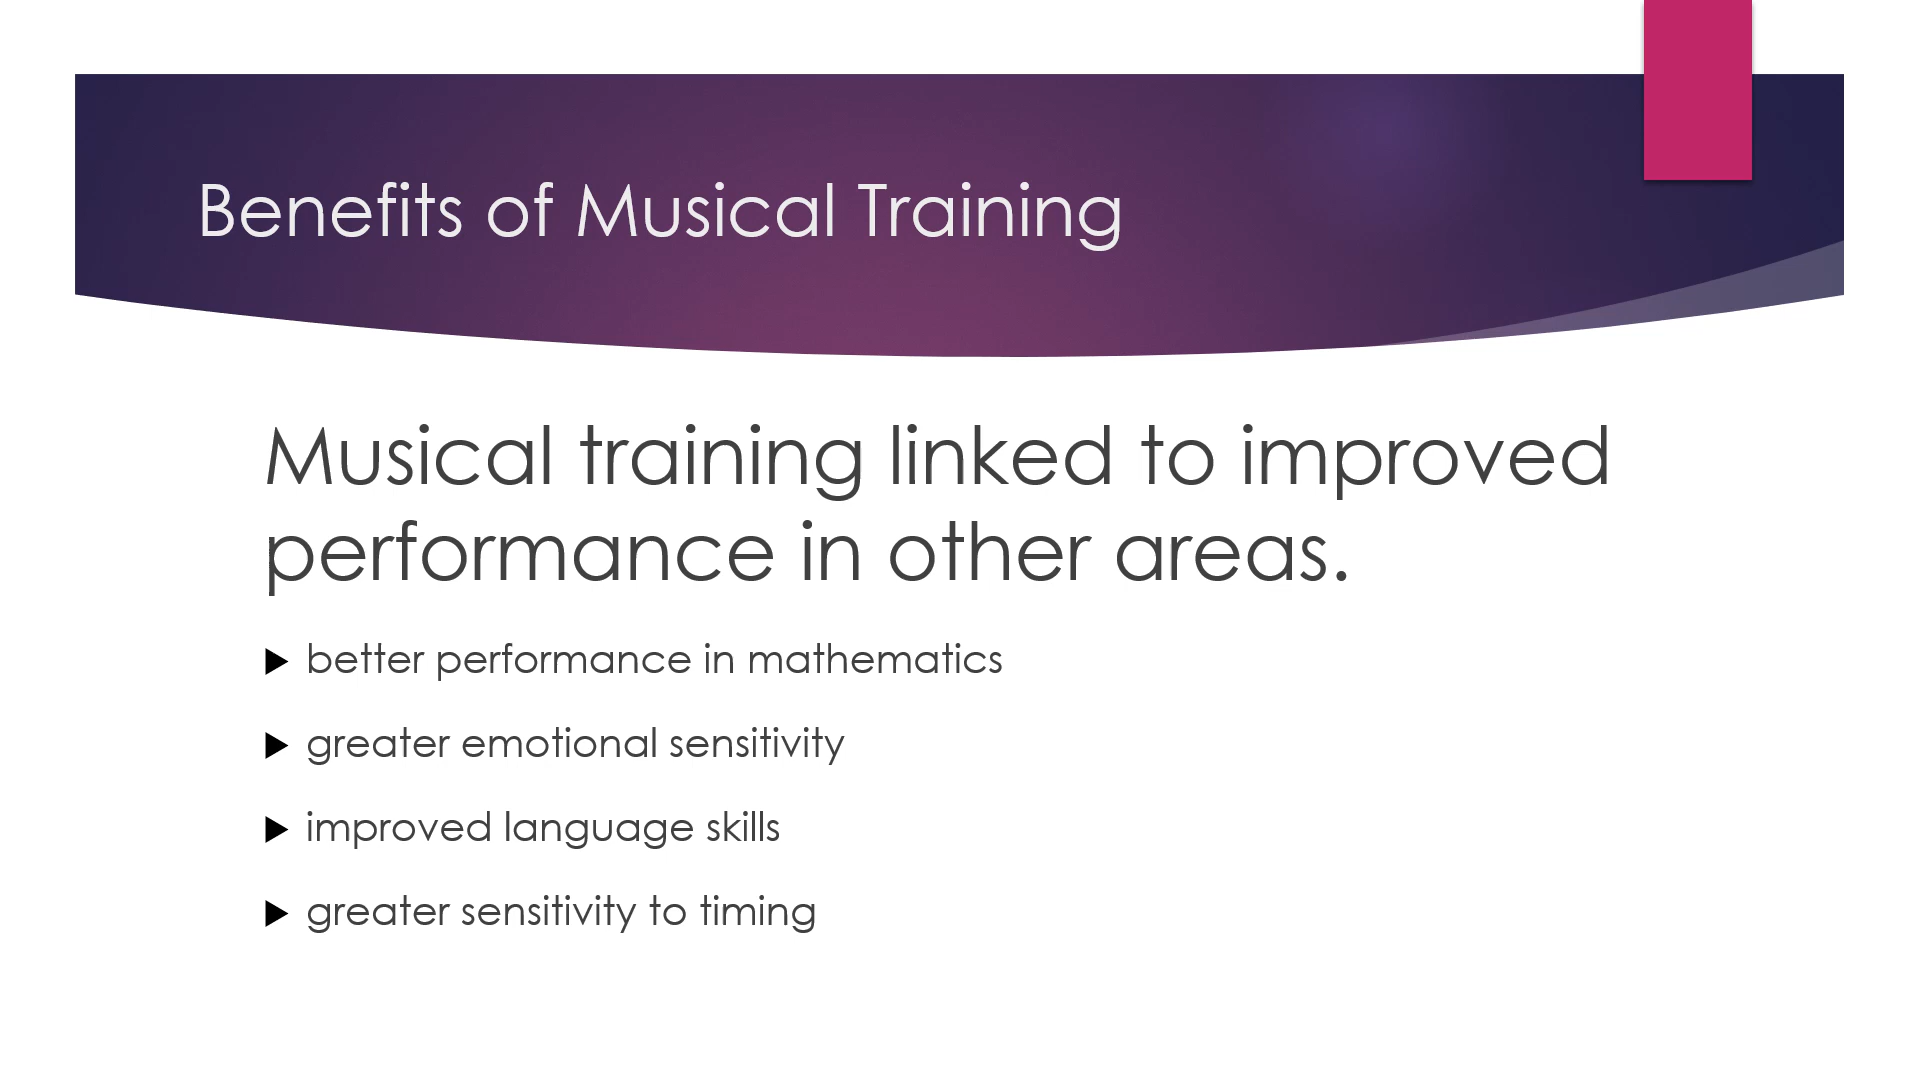 Benefits of Musical Training
Musical training linked to improved
performance in other areas.
better performance in mathematics
greater emotional sensitivity
improved language skills
greater sensitivity to timing